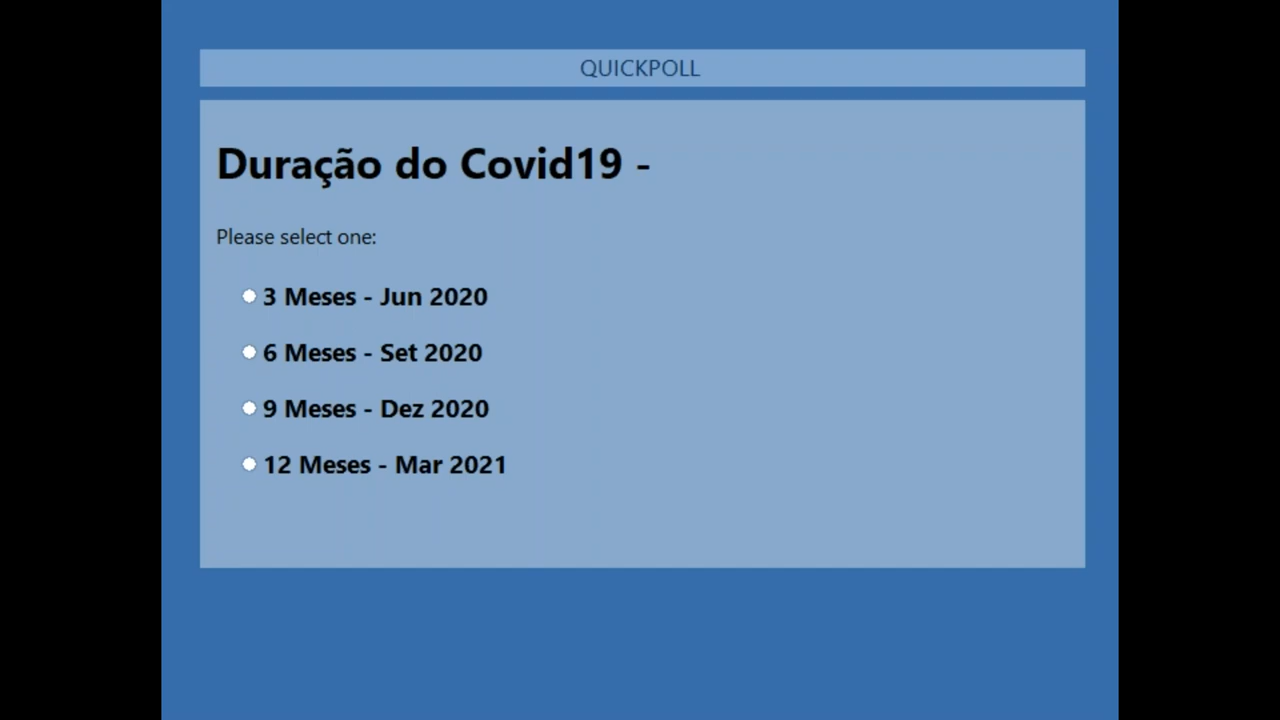 QUICKPOLL
Duração do Covid19 -
Please select one:
3 Meses - Jun 2020
6 Meses - Set 2020
9 Meses - Dez 2020
12 Meses - Mar 2021